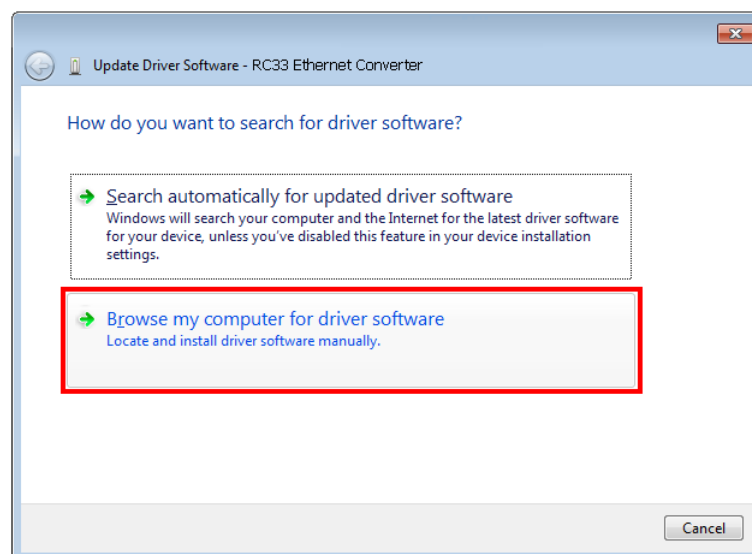 Update Driver Software - RC33 Ethernet Converter
How do you want to search for driver software?
Search automatically for updated driver software
Windows will search your computer and the Internet for the latest driver software
for your device, unless you've disabled this feature in your device installation
settings.
Browse my computer for driver software
Locate and install driver software manually.
Cancel